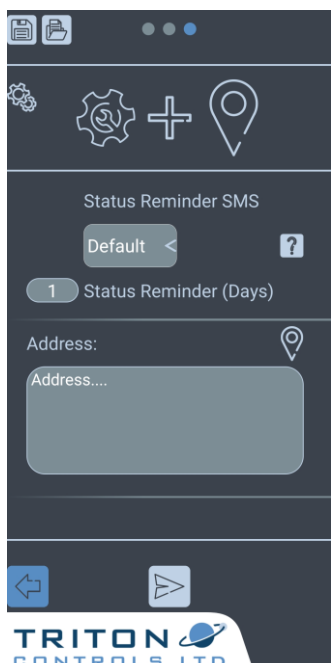 Status Reminder SMS
Default <
?
1 Status Reminder (Days)
Address:
Address....
TRITON
CONTROLS LTD